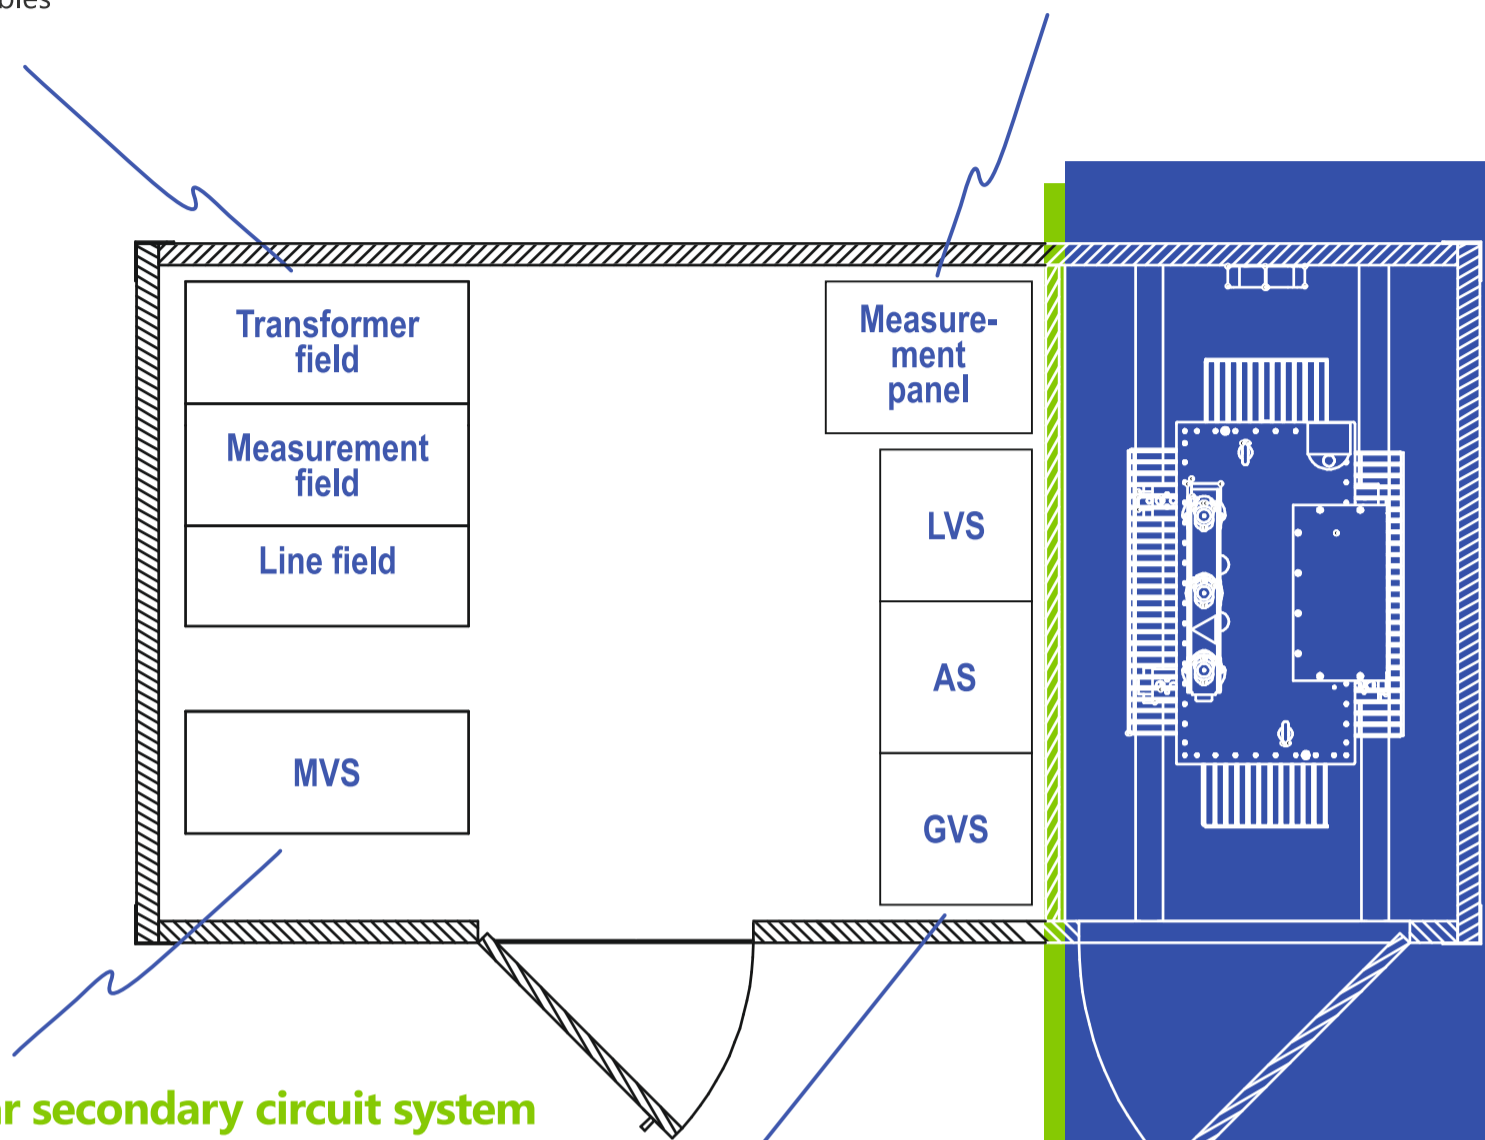 Transformer
field
Measurement
field
Line field
MVS
Measure-
ment
panel
LVS
AS
GVS
secondary circuit system